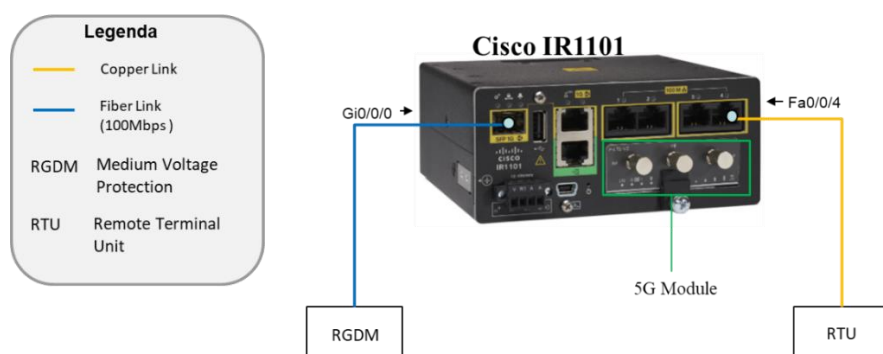 Legenda
Copper Link
Fiber Link
(100Mbps)
RGDM Medium Voltage
Protection
RTU Remote Terminal
Unit
Cisco IR1101
Gi0/0/0
Fa0/0/4
CISCO
IR1101
5G Module
RGDM
RTU